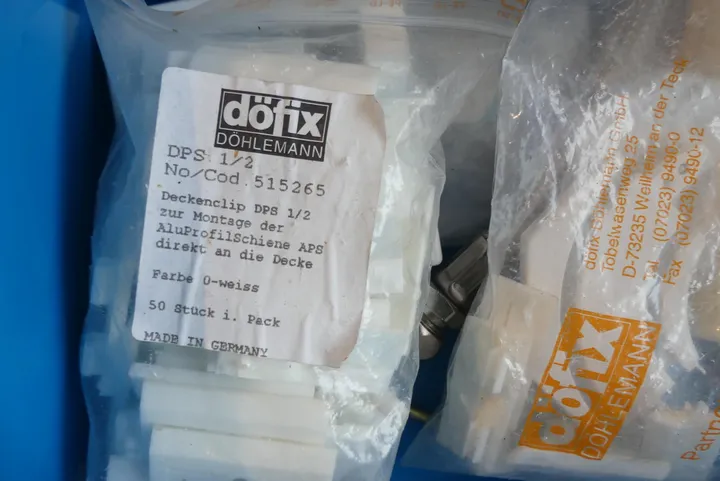 döfix
DÖHLEMANN
DPS 1/2
No/Cod 515265
Deckenclip DPS 1/2
zur Montage der
AluProfilSchiene APS
direkt an die Decke
Farbe 0-weiss
50 Stück i. Pack
MADE IN GERMANY
döfix Döhlemann GmbH
Tobelwasenweg 25
D-73235 Weilheim an der Teck
Tel. (07023) 9490-0
Fax (07023) 9490-12
döfix
DÖHLEMANN